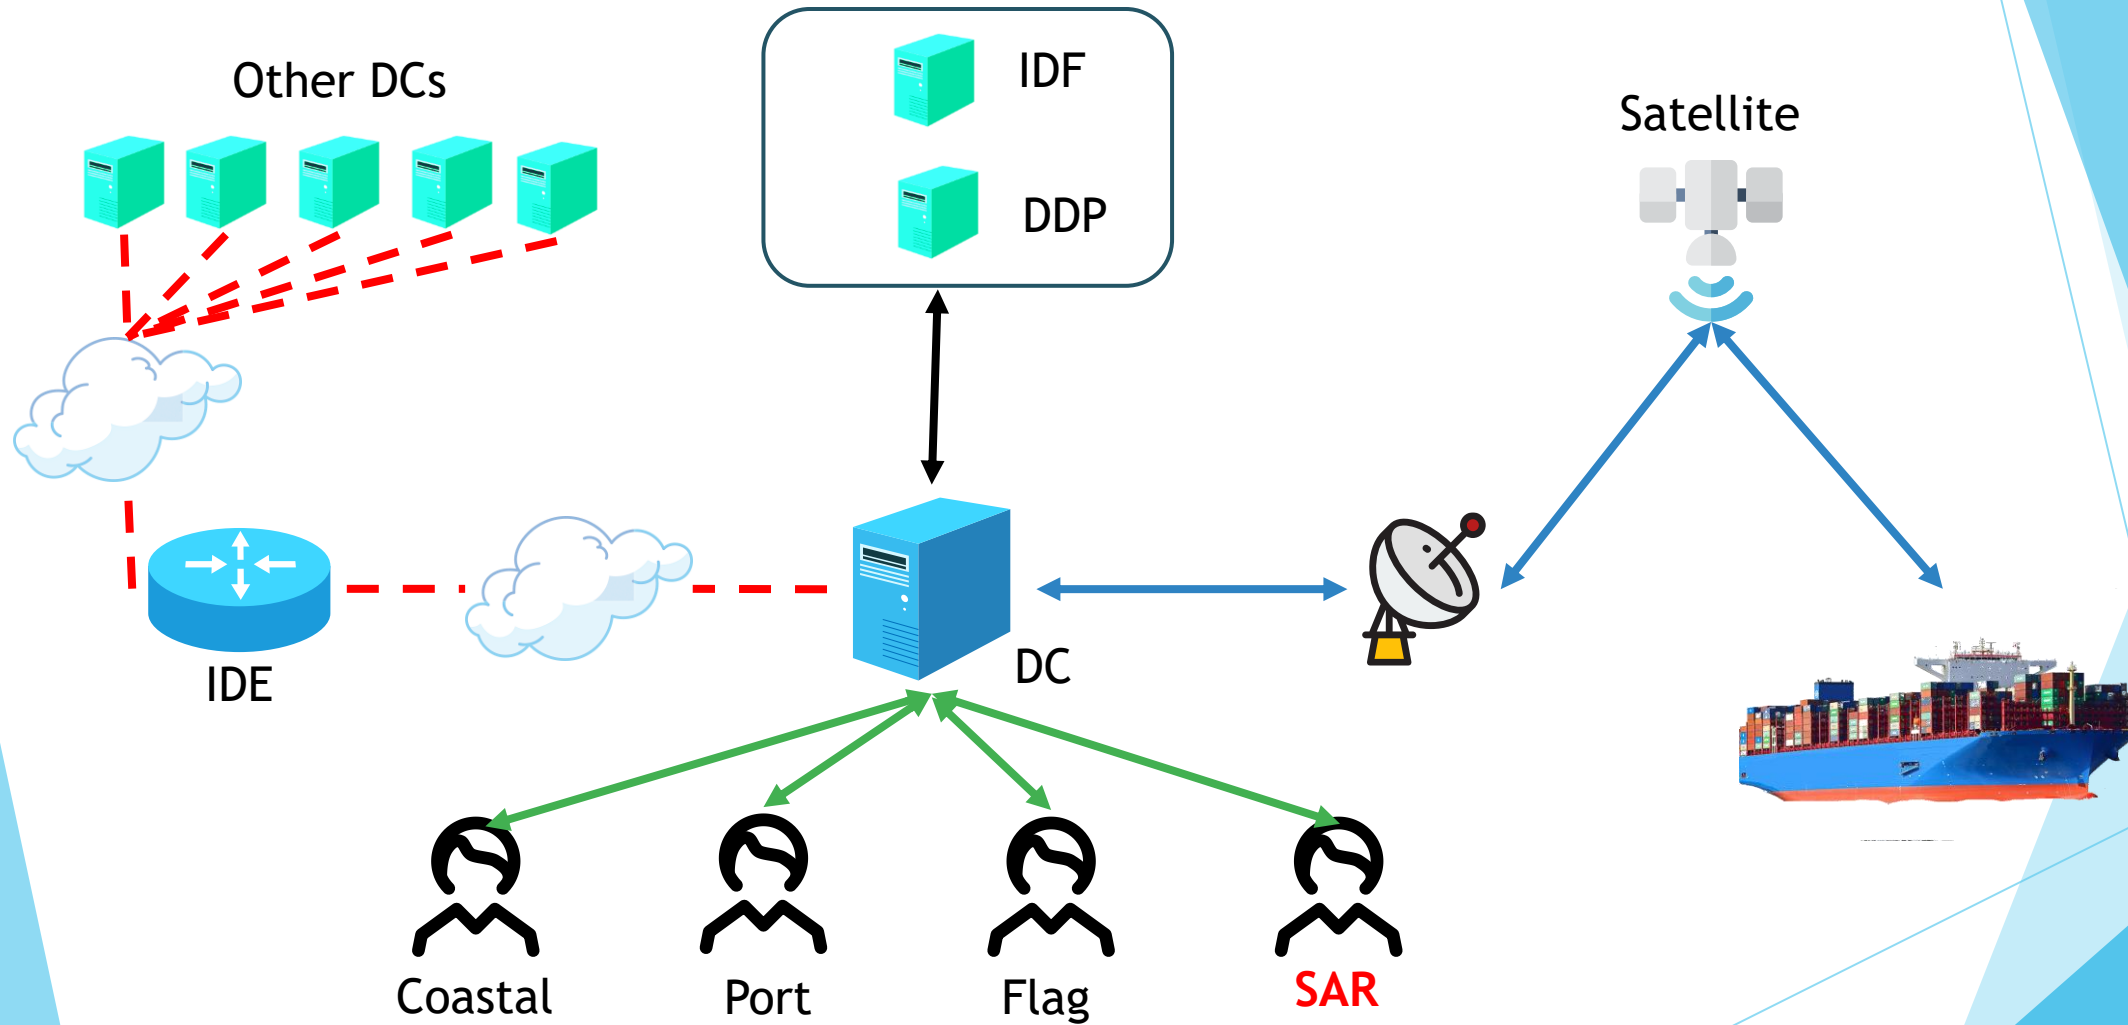 Other DCs
IDF
DDP
Satellite
IDE
DC
Coastal
Port
Flag
SAR